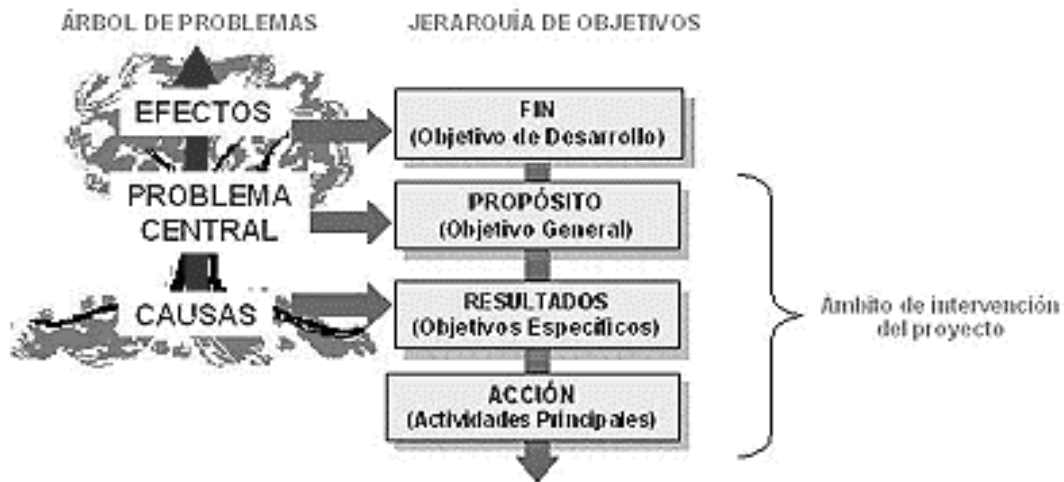 ÁRBOL DE PROBLEMAS
JERARQUÍA DE OBJETIVOS
EFECTOS
FIN
(Objetivo de Desarrollo)
PROBLEMA
CENTRAL
PROPÓSITO
(Objetivo General)
CAUSAS
RESULTADOS
(Objetivos Específicos)
ACCIÓN
(Actividades Principales)
Ámbito de intervención
del proyecto